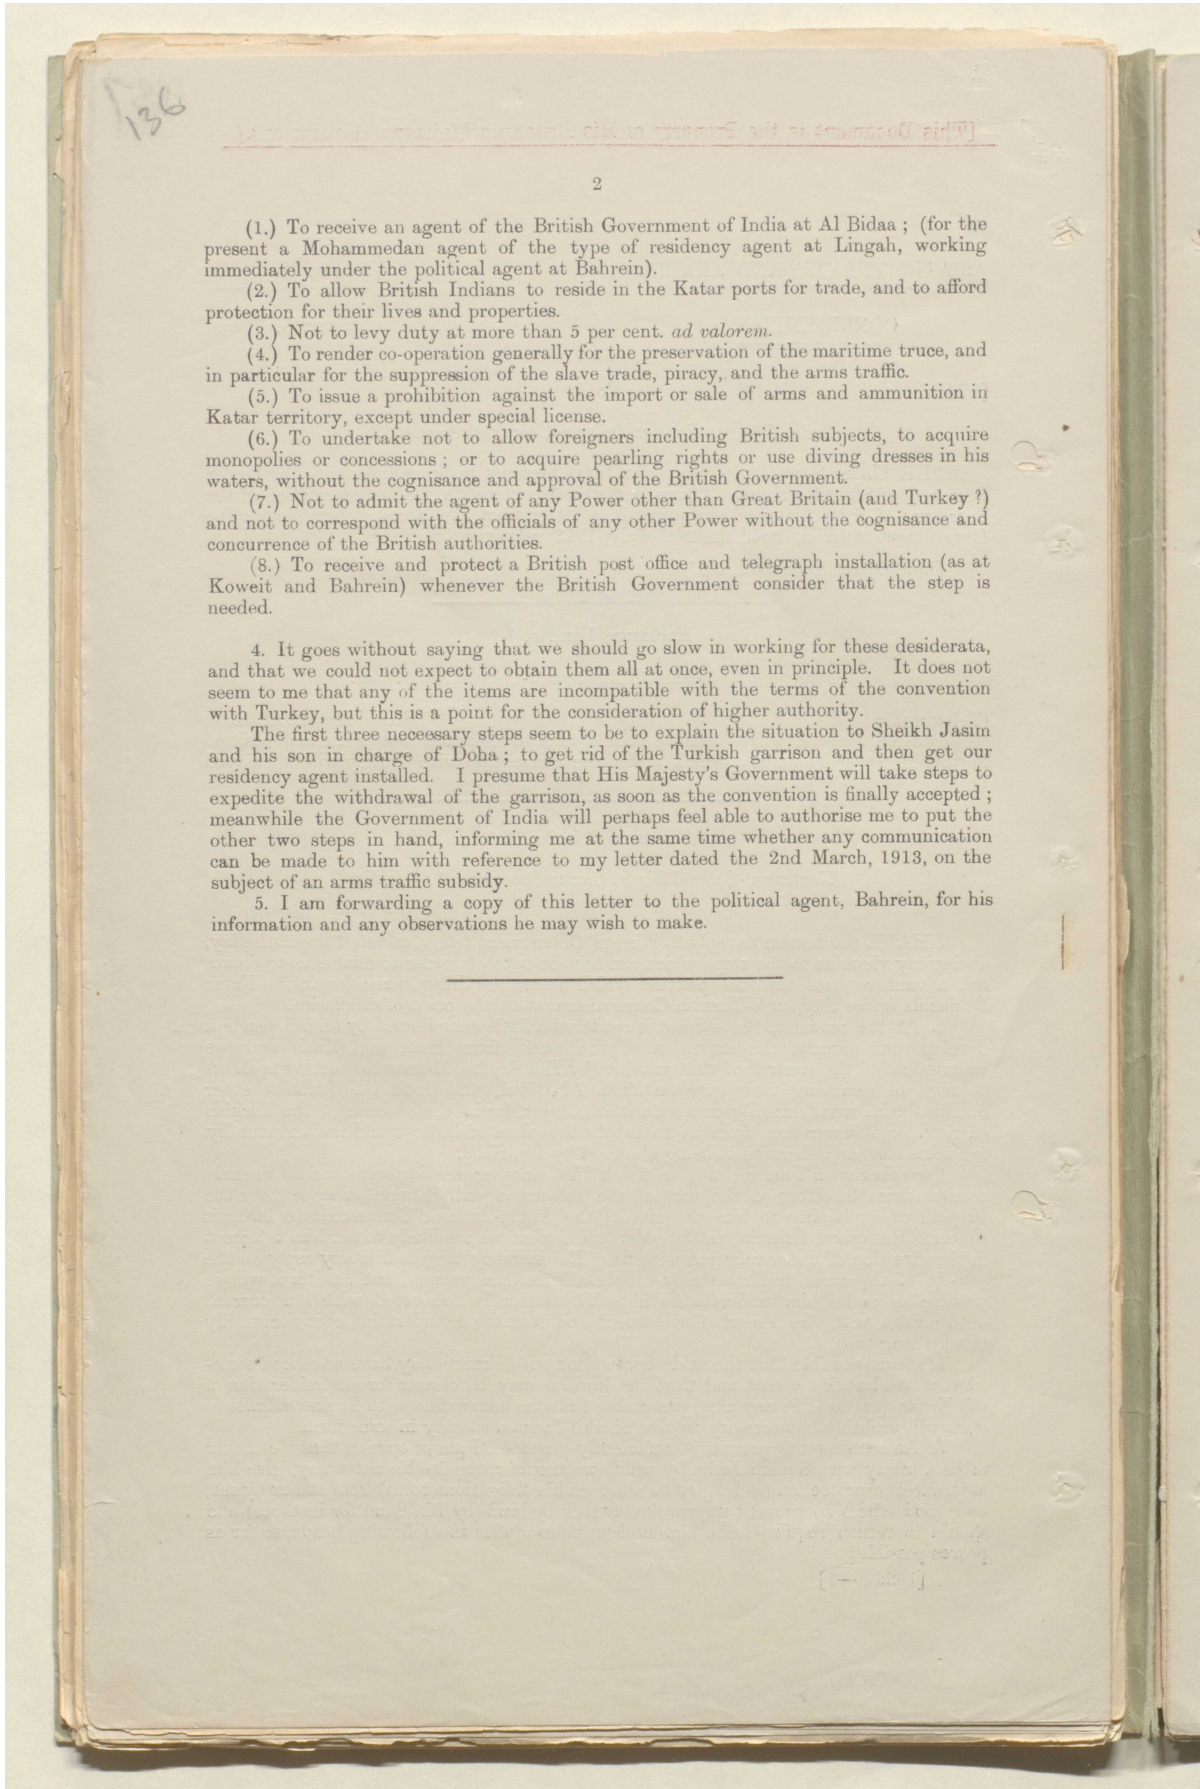 136
2
(1.) To receive an agent of the British Government of India at Al Bidaa ; (for the
present a Mohammedan agent of the type of residency agent at Lingah, working
immediately under the political agent at Bahrein).
(2.) To allow British Indians to reside in the Katar ports for trade, and to afford
protection for their lives and properties.
(3.) Not to levy duty at more than 5 per cent. ad valorem.
(4.) To render co-operation generally for the preservation of the maritime truce, and
in particular for the suppression of the slave trade, piracy, and the arms traffic.
(5.) To issue a prohibition against the import or sale of arms and ammunition in
Katar territory, except under special license.
(6.) To undertake not to allow foreigners including British subjects, to acquire
monopolies or concessions ; or to acquire pearling rights or use diving dresses in his
waters, without the cognisance and approval of the British Government.
(7.) Not to admit the agent of any Power other than Great Britain (and Turkey ?)
and not to correspond with the officials of any other Power without the cognisance and
concurrence of the British authorities.
(8.) To receive and protect a British post office and telegraph installation (as at
Koweit and Bahrein) whenever the British Government consider that the step is
needed.
4. It goes without saying that we should go slow in working for these desiderata,
and that we could not expect to obtain them all at once, even in principle. It does not
seem to me that any of the items are incompatible with the terms of the convention
with Turkey, but this is a point for the consideration of higher authority.
The first three necessary steps seem to be to explain the situation to Sheikh Jasim
and his son in charge of Doha ; to get rid of the Turkish garrison and then get our
residency agent installed. I presume that His Majesty's Government will take steps to
expedite the withdrawal of the garrison, as soon as the convention is finally accepted ;
meanwhile the Government of India will perhaps feel able to authorise me to put the
other two steps in hand, informing me at the same time whether any communication
can be made to him with reference to my letter dated the 2nd March, 1913, on the
subject of an arms traffic subsidy.
5. I am forwarding a copy of this letter to the political agent, Bahrein, for his
information and any observations he may wish to make.